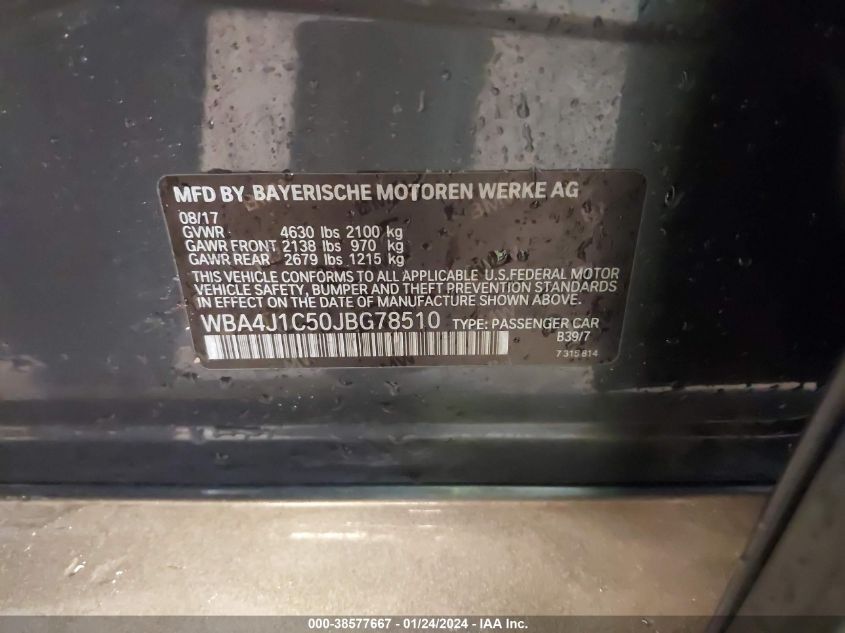 MFD BY BAYERISCHE MOTOREN WERKE AG
08/17
GVWR 4630 lbs 2100 kg
GAWR FRONT 2138 lbs 970 kg
GAWR REAR 2679 lbs 1215 kg
THIS VEHICLE CONFORMS TO ALL APPLICABLE U.S.FEDERAL MOTOR
VEHICLE SAFETY, BUMPER AND THEFT PREVENTION STANDARDS
IN EFFECT ON THE DATE OF MANUFACTURE SHOWN ABOVE.
WBA4J1C50JBG78510 TYPE: PASSENGER CAR
B39/7
7 315 814
000-38577667 - 01/24/2024 - IAA Inc.